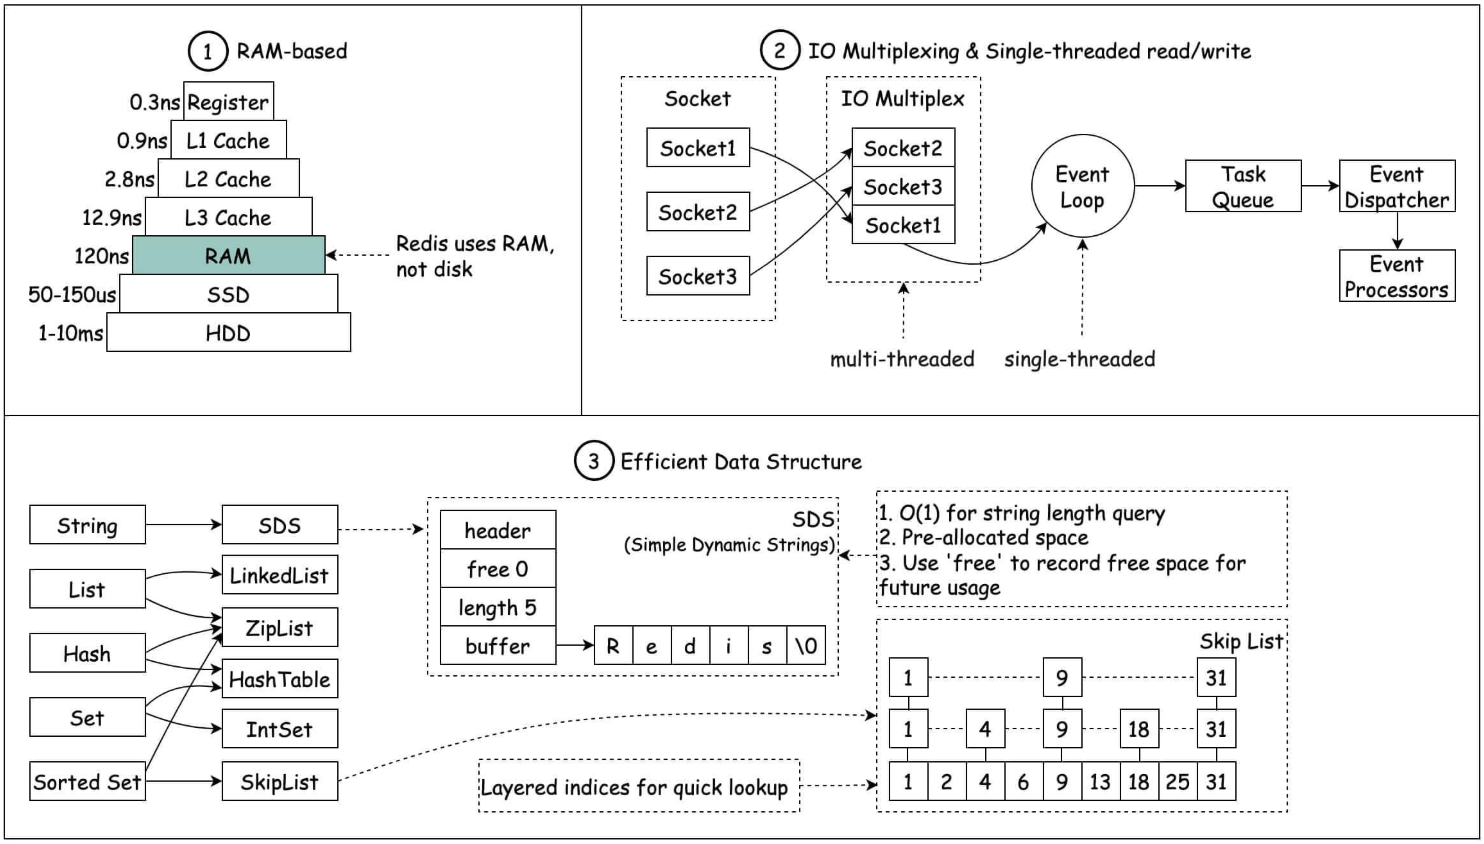 1 RAM-based
0.3ns Register
0.9ns L1 Cache
2.8ns L2 Cache
12.9ns L3 Cache
120ns RAM
50-150us SSD
1-10ms HDD
Redis uses RAM,
not disk
2 IO Multiplexing & Single-threaded read/write
Socket
Socket1
Socket2
Socket3
IO Multiplex
Socket2
Socket3
Socket1
multi-threaded
Event
Loop
single-threaded
Task
Queue
Event
Dispatcher
Event
Processors
3 Efficient Data Structure
String
List
Hash
Set
Sorted Set
SDS
LinkedList
ZipList
HashTable
IntSet
SkipList
header
free 0
length 5
buffer
R e d i s \0
SDS
(Simple Dynamic Strings)
1. O(1) for string length query
2. Pre-allocated space
3. Use 'free' to record free space for
future usage
Layered indices for quick lookup
Skip List
1 9 31
1 4 9 18 31
1 2 4 6 9 13 18 25 31